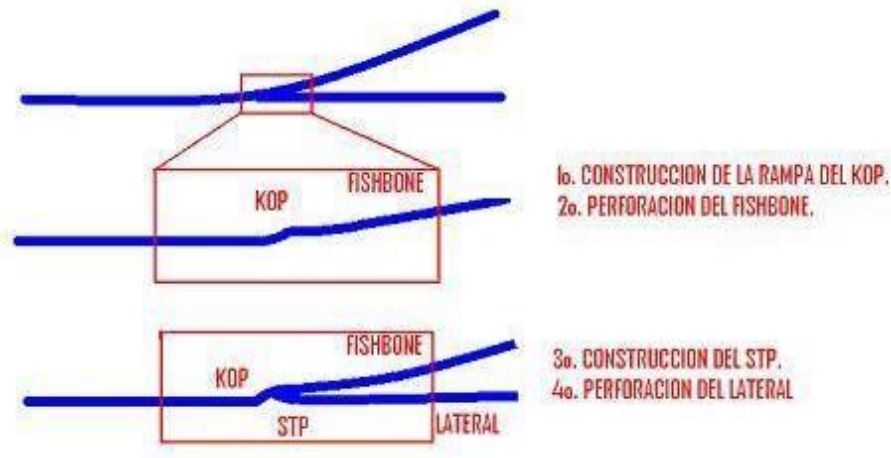 FISHBONE
KOP
1o. CONSTRUCCION DE LA RAMPA DEL KOP.
2o. PERFORACION DEL FISHBONE.
FISHBONE
KOP
STP
LATERAL
3o. CONSTRUCCION DEL STP.
4o. PERFORACION DEL LATERAL